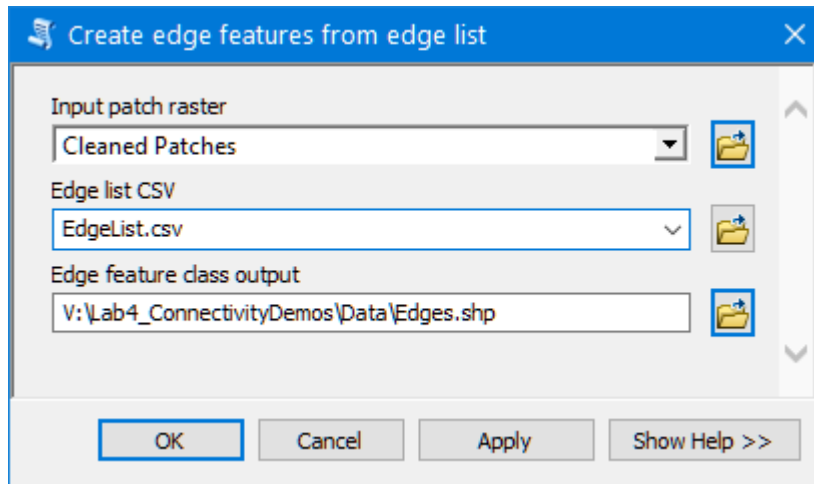 Create edge features from edge list
Input patch raster
Cleaned Patches
Edge list CSV
EdgeList.csv
Edge feature class output
V:\Lab4_ConnectivityDemos\Data\Edges.shp
OK Cancel Apply Show Help >>